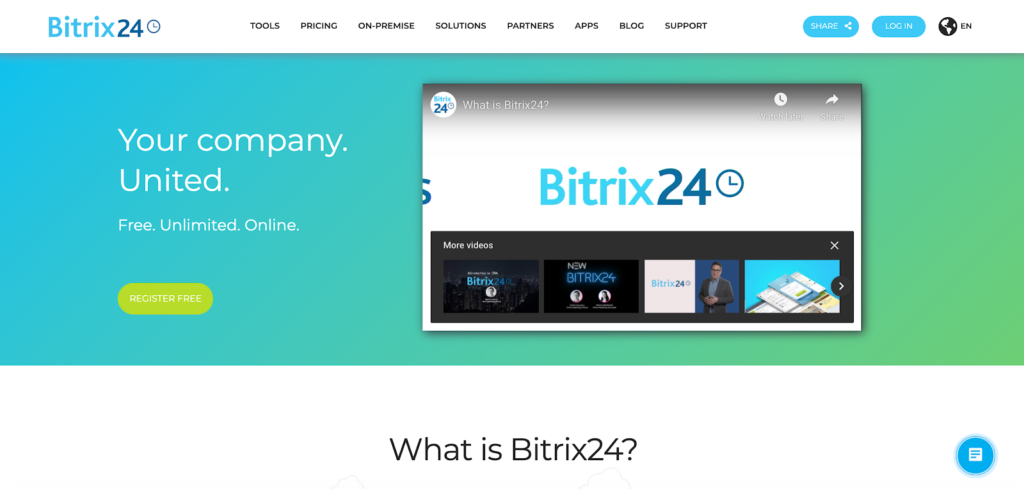 Bitrix24
TOOLS
PRICING
ON-PREMISE
SOLUTIONS
PARTNERS
APPS
BLOG
SUPPORT
SHARE
LOG IN
EN
Your company.
United.
Free. Unlimited. Online.
REGISTER FREE
Bitrix
24
What is Bitrix24?
Watch later
Share
s
Bitrix24
More videos
Bitrix24
NEW
BITRIX24
Bitrix24
What is Bitrix24?